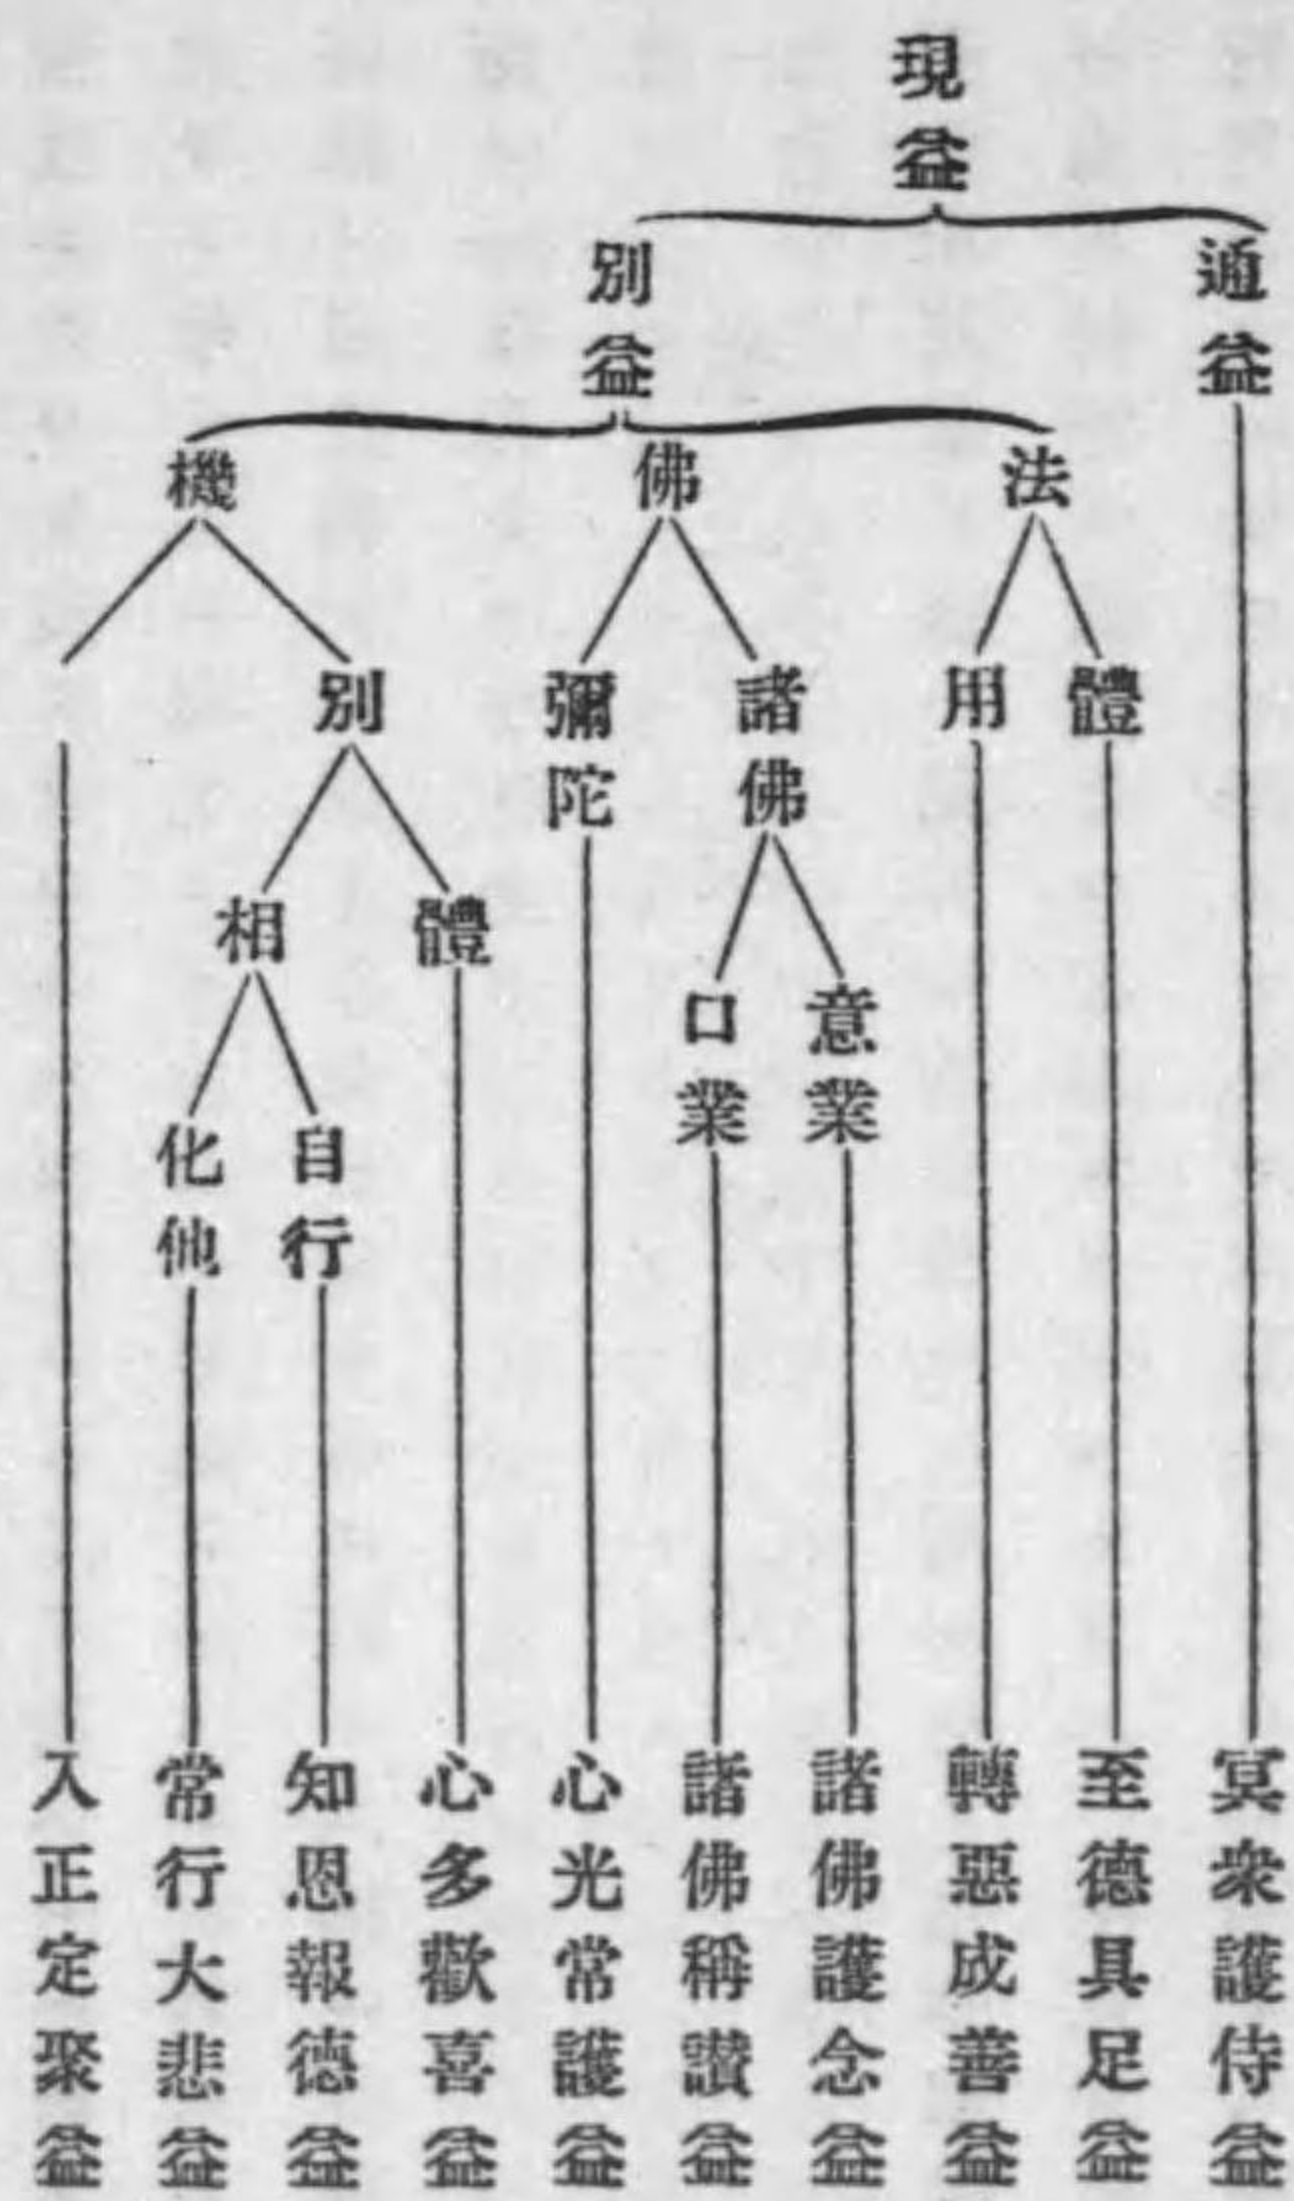 現益
通益
別益
法
佛
機
體
用
諸佛
彌陀
別
意業
口業
體
相
自行
化他
冥衆護侍益
至德具足益
轉惡成善益
諸佛護念益
諸佛稱讃益
心光常護益
心多歡喜益
知恩報德益
常行大悲益
入正定聚益